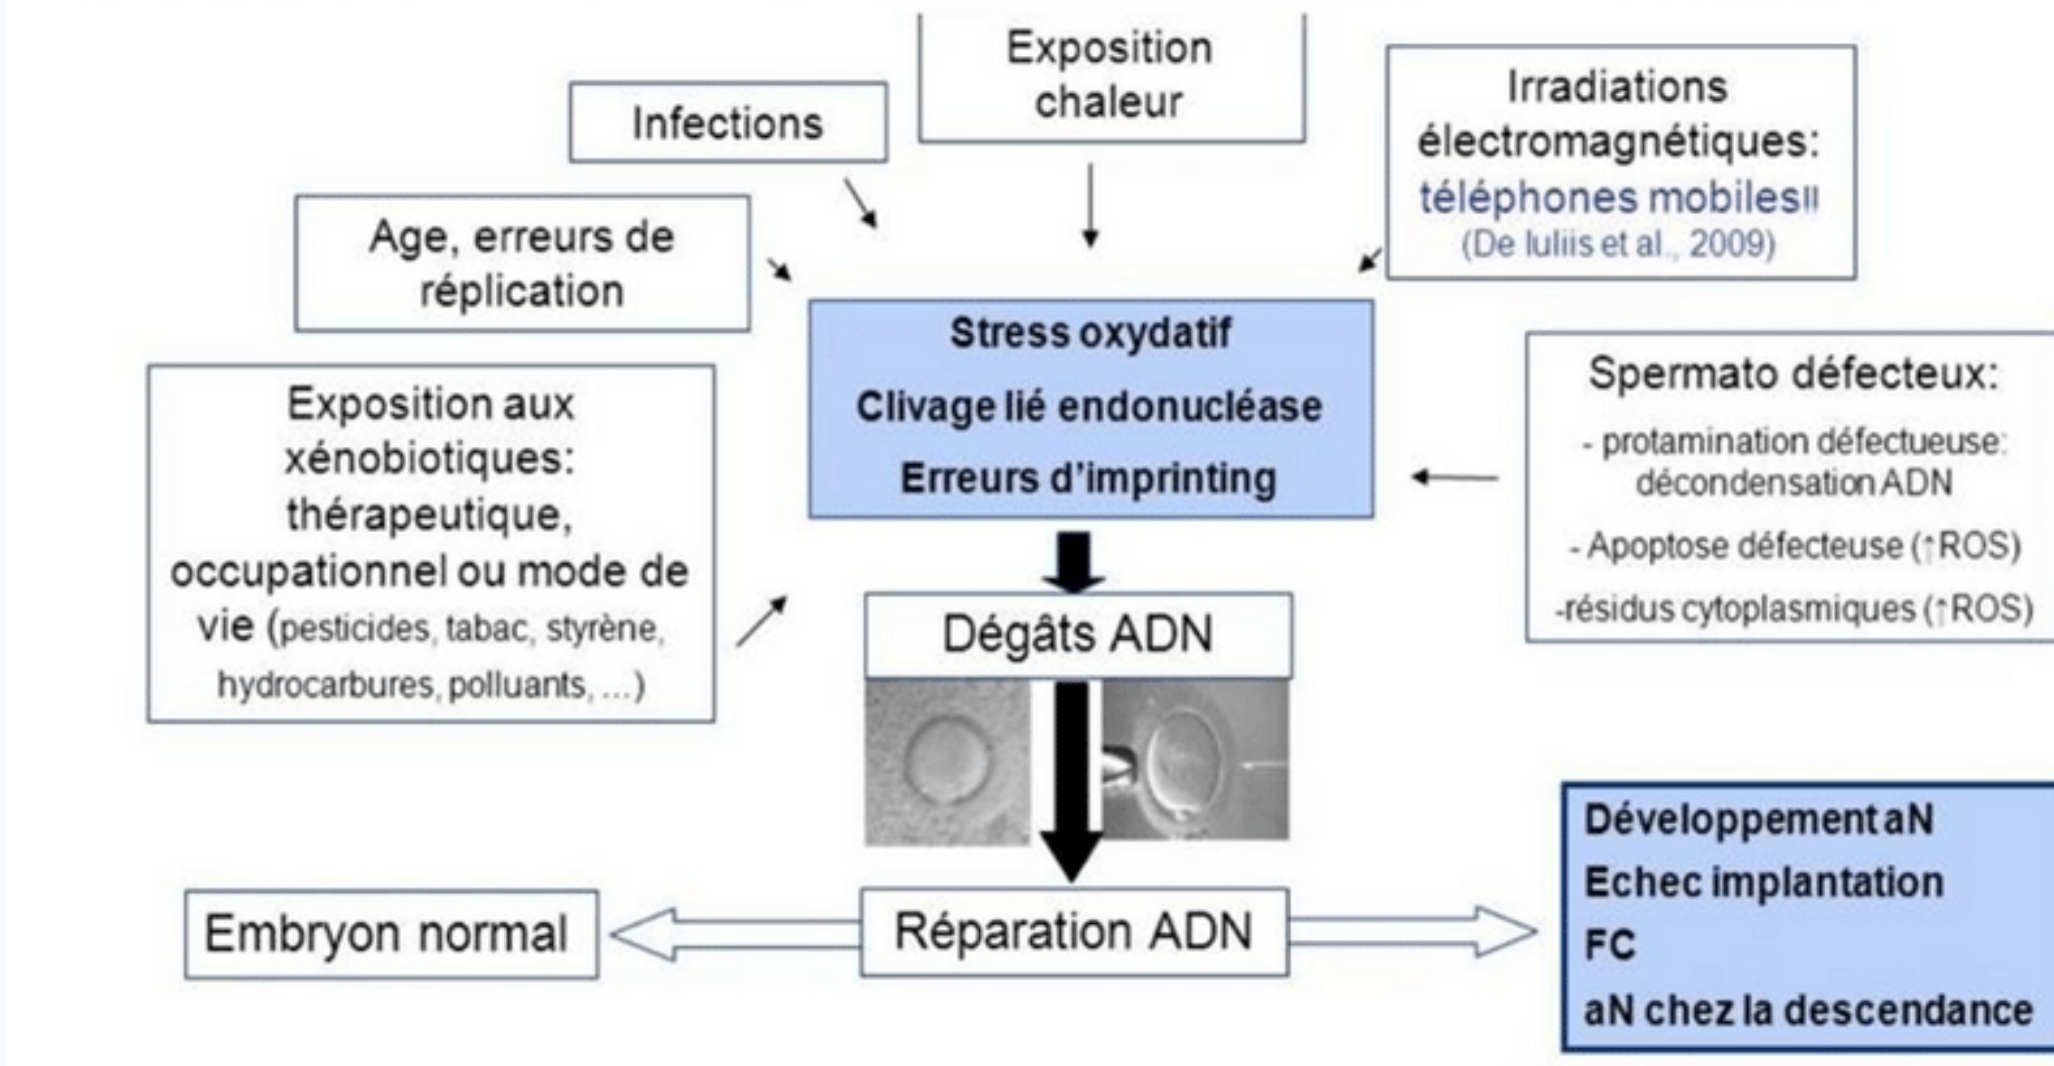 Exposition
chaleur
Infections
Irradiations
électromagnétiques:
téléphones mobiles!!
(De Iuliis et al., 2009)
Age, erreurs de
réplication
Stress oxydatif
Clivage lié endonucléase
Erreurs d'imprinting
Exposition aux
xénobiotiques:
thérapeutique,
occupationnel ou mode de
vie (pesticides, tabac, styrène,
hydrocarbures, polluants, ...)
Spermato défecteux:
- protamination défectueuse:
décondensation ADN
- Apoptose défecteuse (↑ROS)
-résidus cytoplasmiques (↑ROS)
Dégâts ADN
Réparation ADN
Embryon normal
Développement aN
Echec implantation
FC
aN chez la descendance